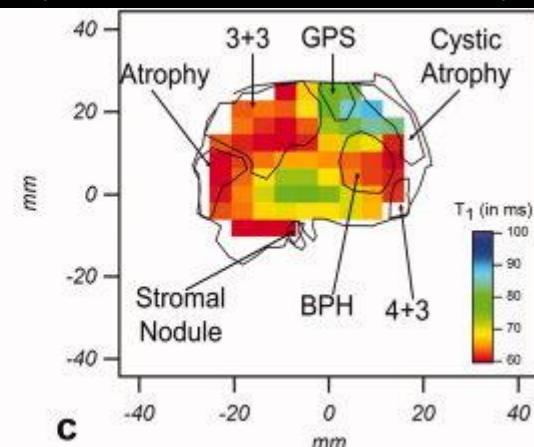 40
20
0
-20
-40
mm
3+3
GPS
Cystic
Atrophy
Atrophy
Stromal
Nodule
BPH
4+3
T1 (in ms)
100
90
80
70
60
-40
-20
0
20
40
mm
c